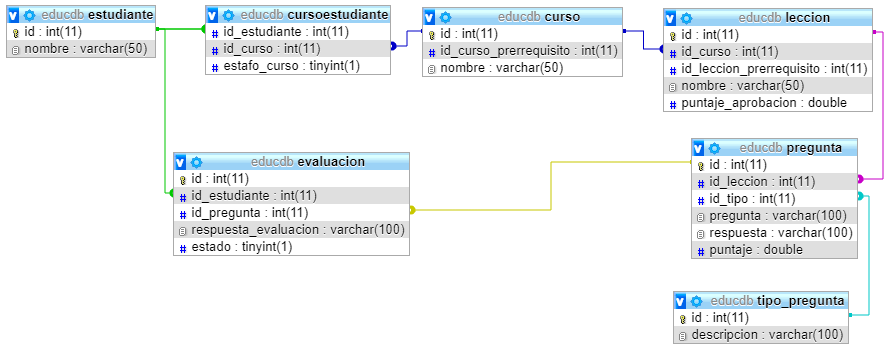 educdb estudiante
id : int(11)
nombre : varchar(50)
educdb cursoestudiante
id_estudiante : int(11)
id_curso : int(11)
estafo_curso : tinyint(1)
educdb curso
id : int(11)
id_curso_prerrequisito : int(11)
nombre : varchar(50)
educdb leccion
id : int(11)
id_curso : int(11)
id_leccion_prerrequisito : int(11)
nombre : varchar(50)
puntaje_aprobacion : double
educdb evaluacion
id : int(11)
id_estudiante : int(11)
id_pregunta : int(11)
respuesta_evaluacion : varchar(100)
estado : tinyint(1)
educdb pregunta
id : int(11)
id_leccion : int(11)
id_tipo : int(11)
pregunta : varchar(100)
respuesta : varchar(100)
puntaje : double
educdb tipo_pregunta
id : int(11)
descripcion : varchar(100)